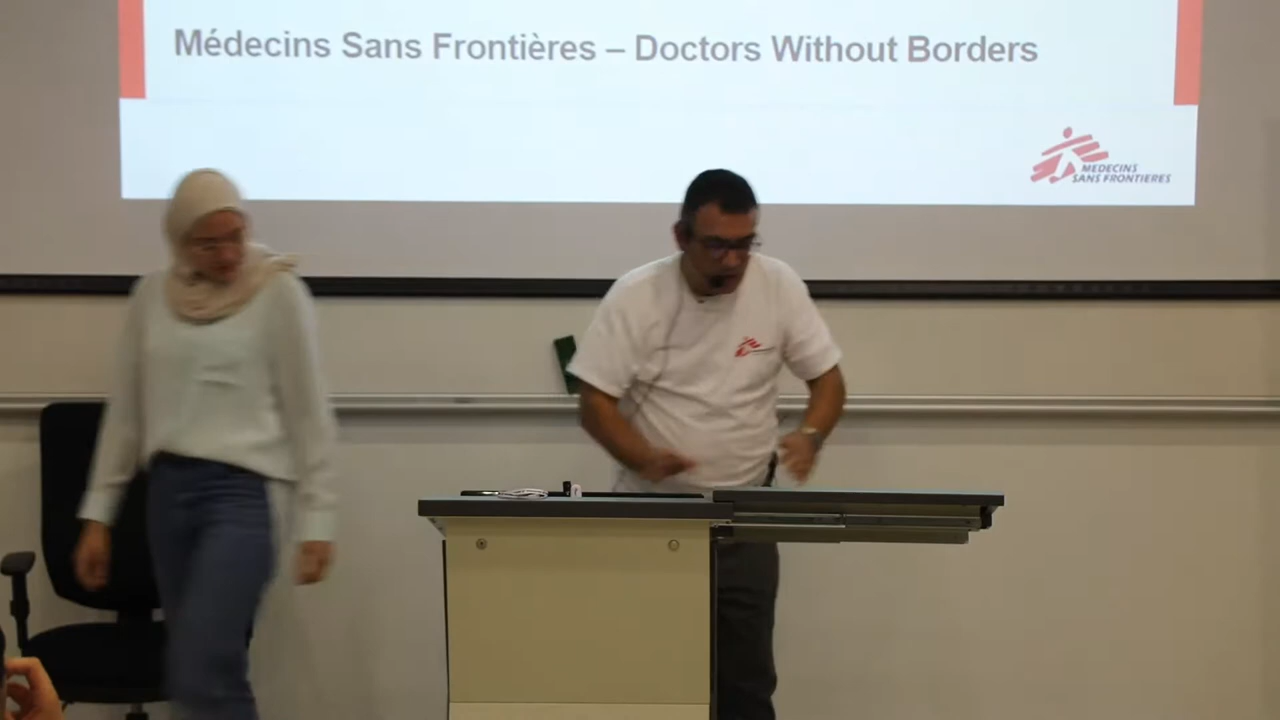 Médecins Sans Frontières – Doctors Without Borders
MEDECINS
SANS FRONTIERES